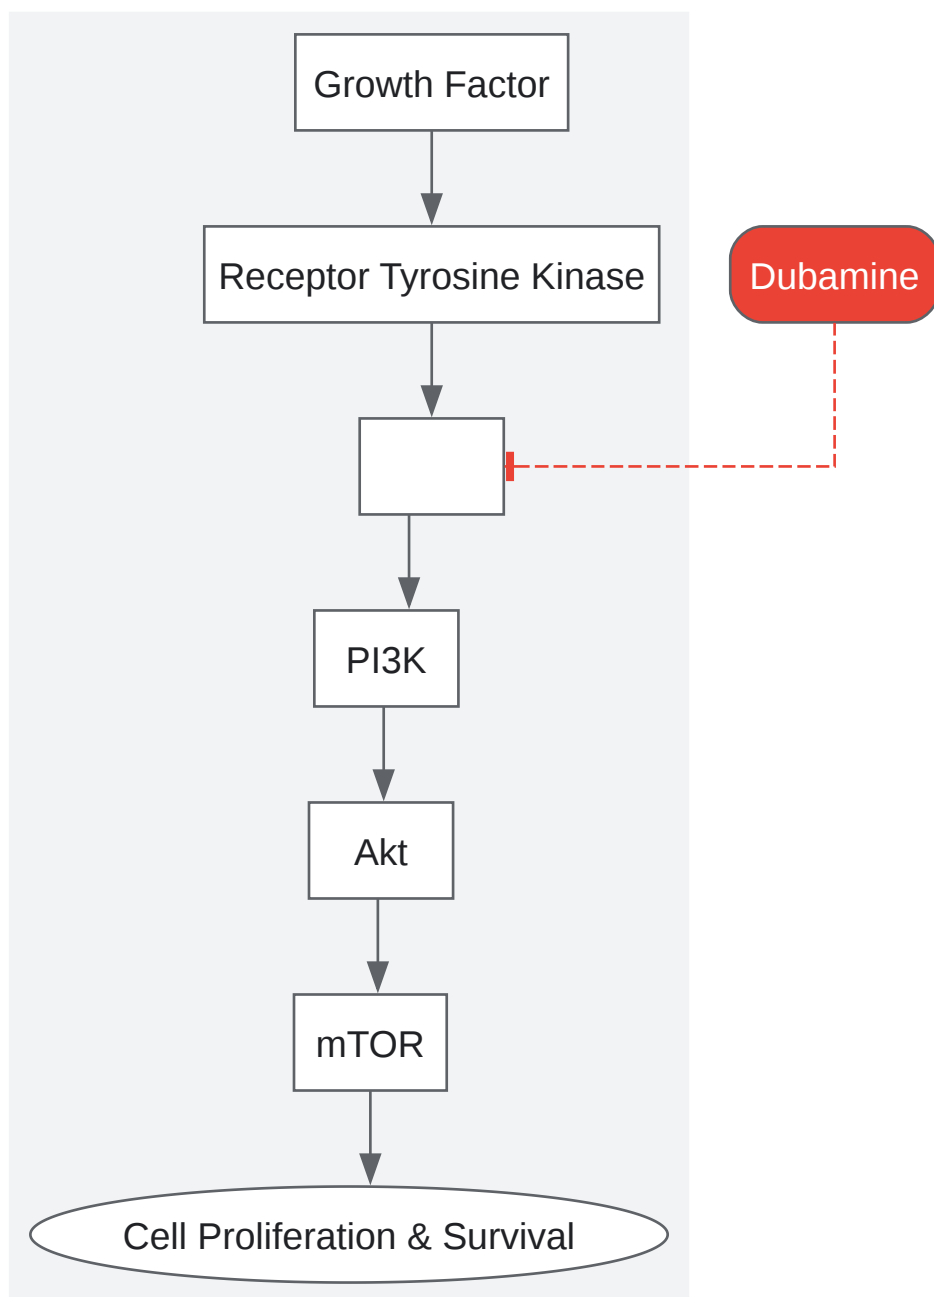 Growth Factor
Receptor Tyrosine Kinase
Dubamine
PI3K
Akt
mTOR
Cell Proliferation & Survival